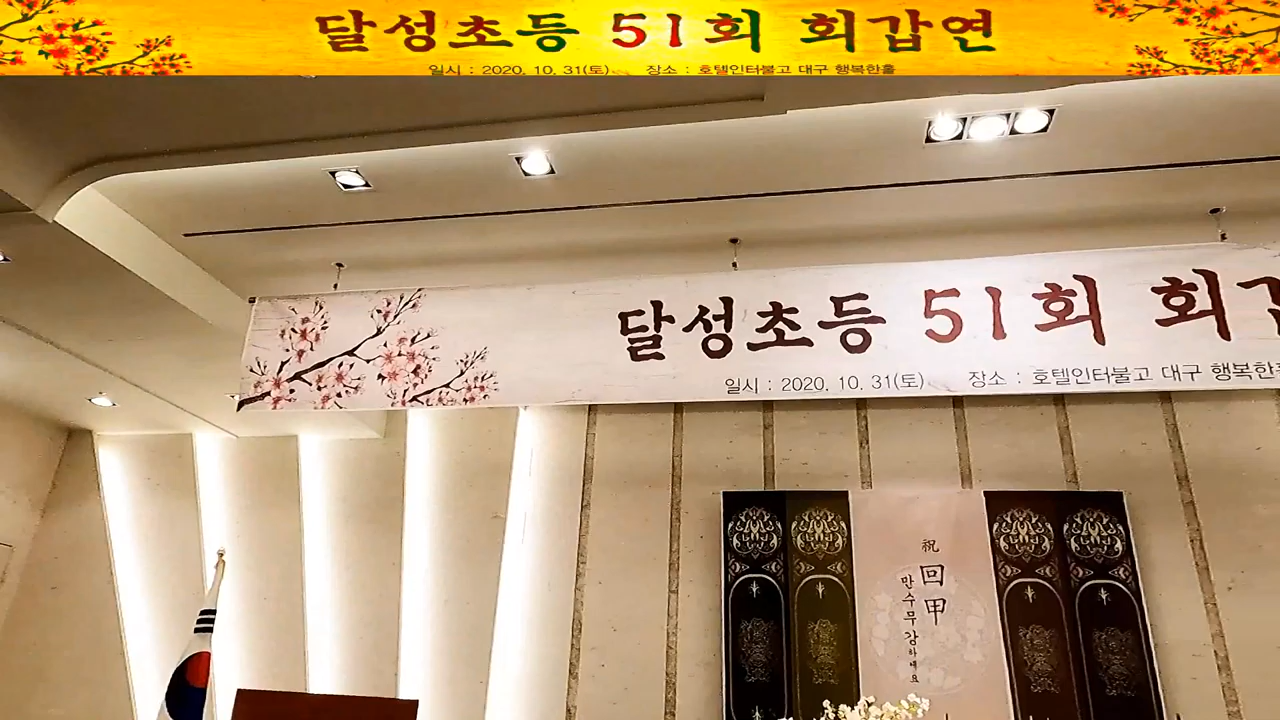 달성초등 51회 회갑연
일시 : 2020. 10. 31(토) 장소 : 호텔인터불고 대구 행복한홀
달성초등 51회 회갑
일시 : 2020. 10. 31(토) 장소 : 호텔인터불고 대구 행복한홀
祝
回甲
만수무강하세요